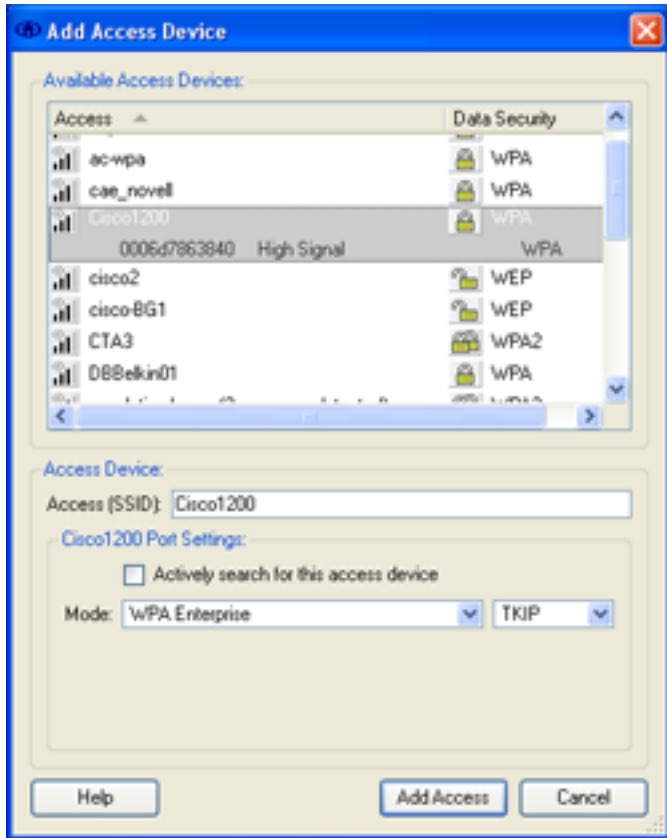 Add Access Device
Available Access Devices:
Access Data Security
ac-wpa WPA
cae_novell WPA
Cisco1200 WPA
0006d7863840 High Signal WPA
cisco2 WEP
cisco-BG1 WEP
CTA3 WPA2
DBBelkin01 WPA
Access Device:
Access (SSID): Cisco1200
Cisco1200 Port Settings:
Actively search for this access device
Mode: WPA Enterprise TKIP
Help Add Access Cancel